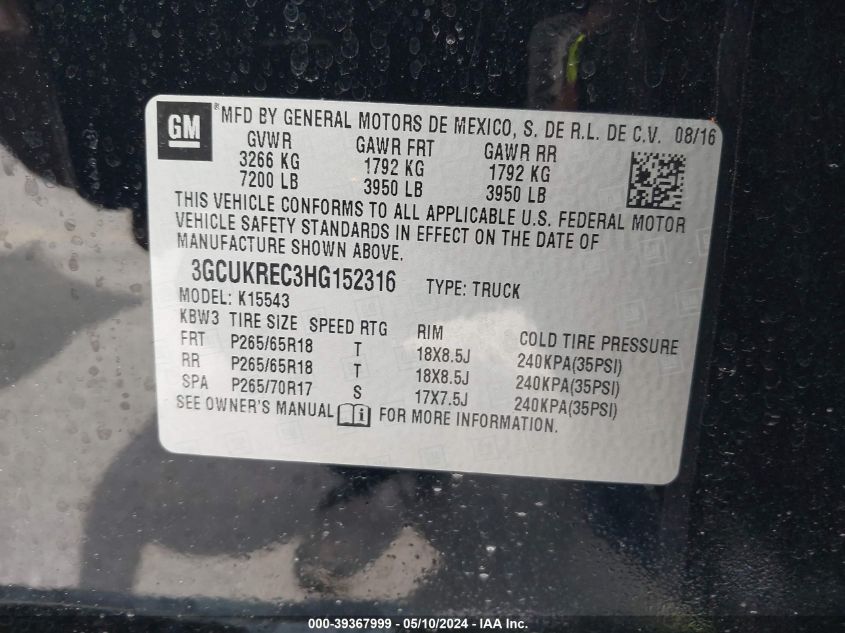 GM ® MFD BY GENERAL MOTORS DE MEXICO, S. DE R.L. DE C.V. 08/16
GVWR GAWR FRT GAWR RR
3266 KG 1792 KG 1792 KG
7200 LB 3950 LB 3950 LB
THIS VEHICLE CONFORMS TO ALL APPLICABLE U.S. FEDERAL MOTOR
VEHICLE SAFETY STANDARDS IN EFFECT ON THE DATE OF
MANUFACTURE SHOWN ABOVE.
3GCUKREC3HG152316 TYPE: TRUCK
MODEL: K15543
KBW3 TIRE SIZE SPEED RTG RIM COLD TIRE PRESSURE
FRT P265/65R18 T 18X8.5J 240KPA(35PSI)
RR P265/65R18 T 18X8.5J 240KPA(35PSI)
SPA P265/70R17 S 17X7.5J 240KPA(35PSI)
SEE OWNER'S MANUAL i FOR MORE INFORMATION.
000-39367999 - 05/10/2024 - IAA Inc.